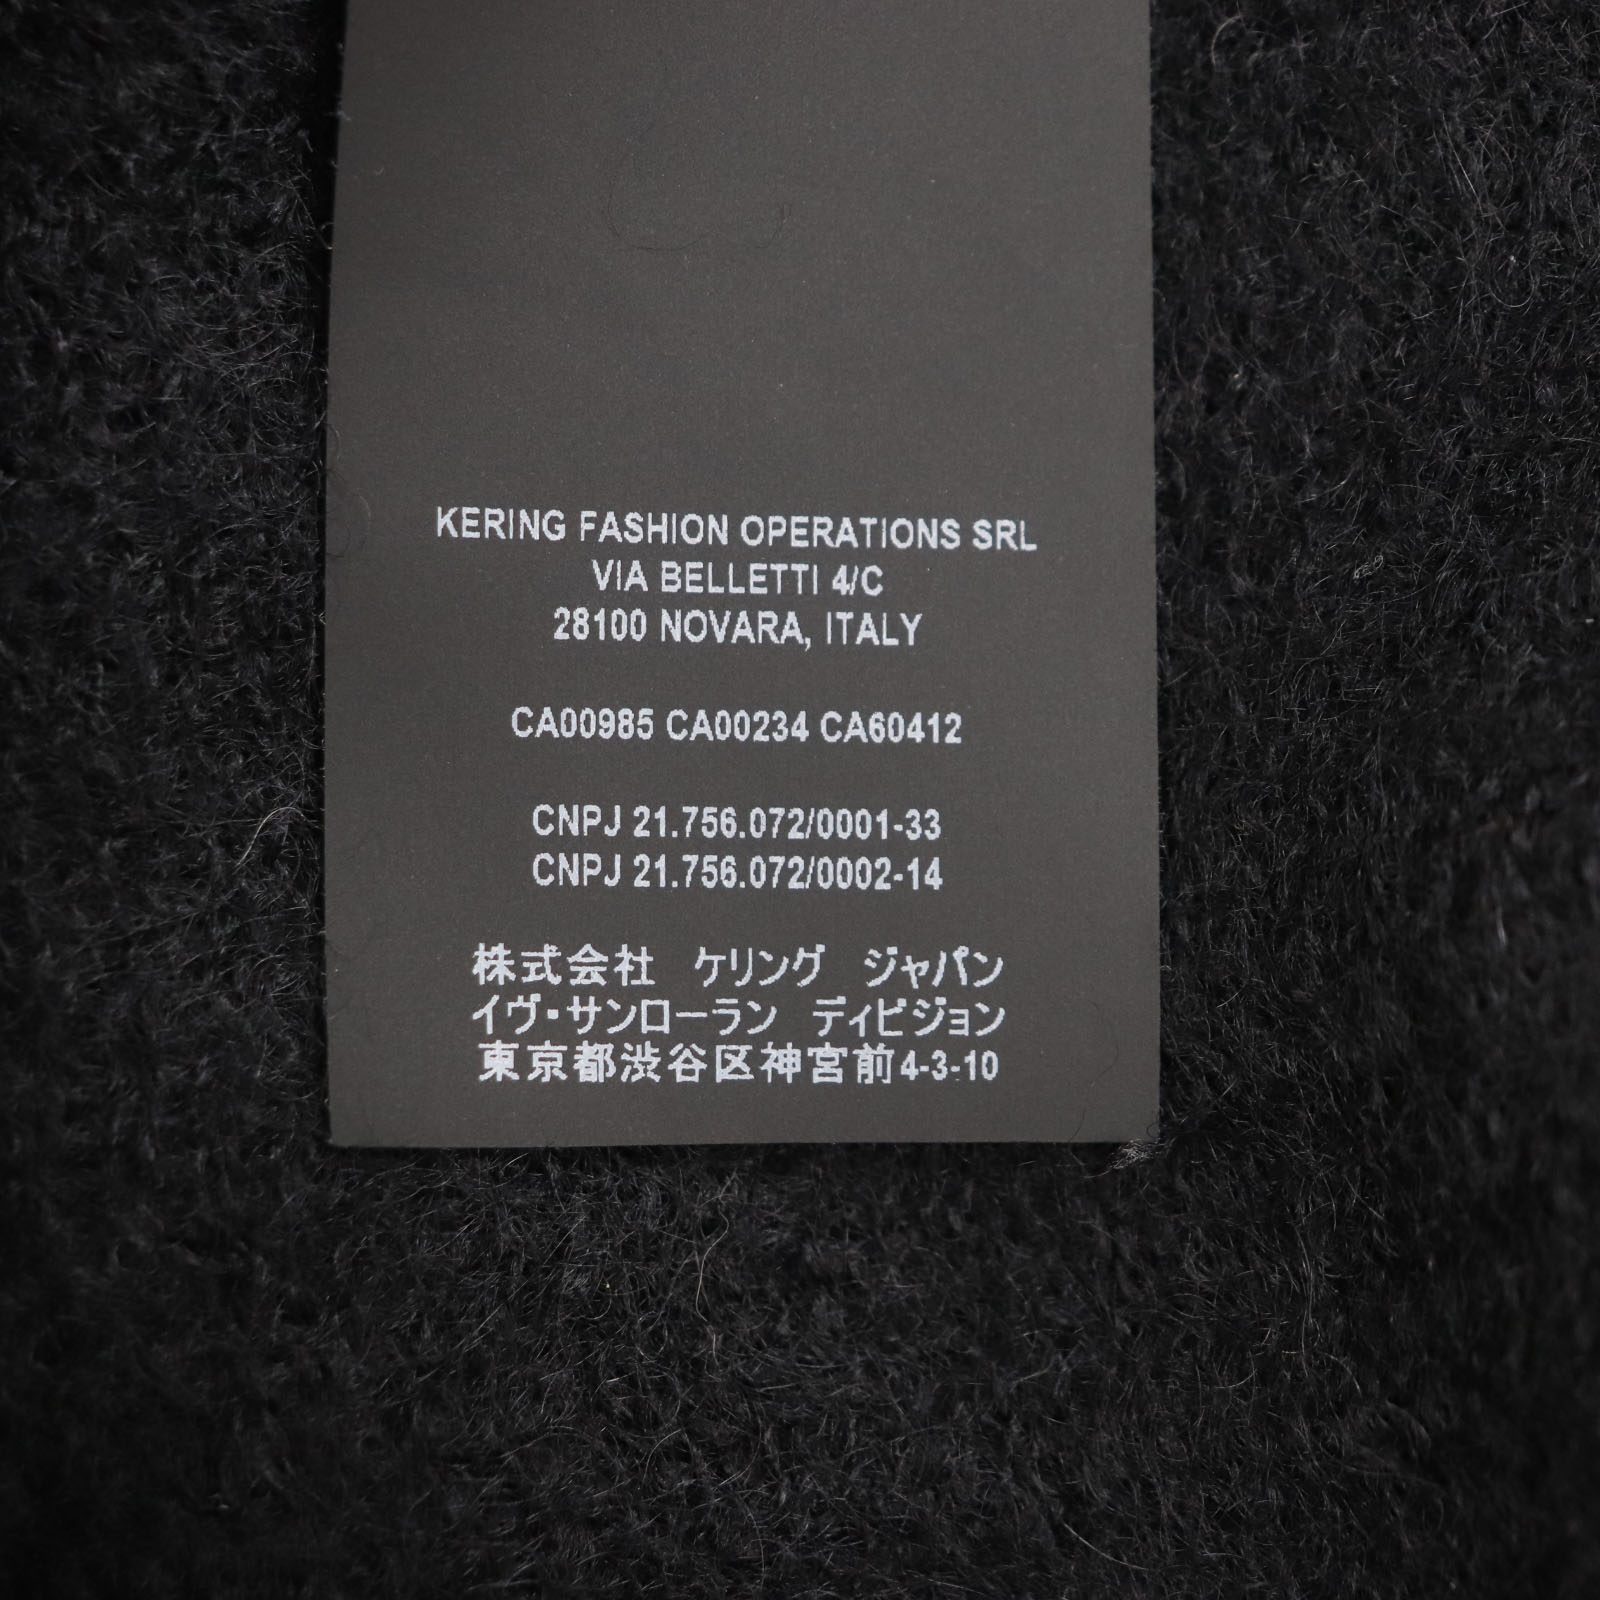 KERING FASHION OPERATIONS SRL
VIA BELLETTI 4/C
28100 NOVARA, ITALY
CA00985 CA00234 CA60412
CNPJ 21.756.072/0001-33
CNPJ 21.756.072/0002-14
株式会社 ケリング ジャパン
イヴ・サンローラン ディビジョン
東京都渋谷区神宮前4-3-10